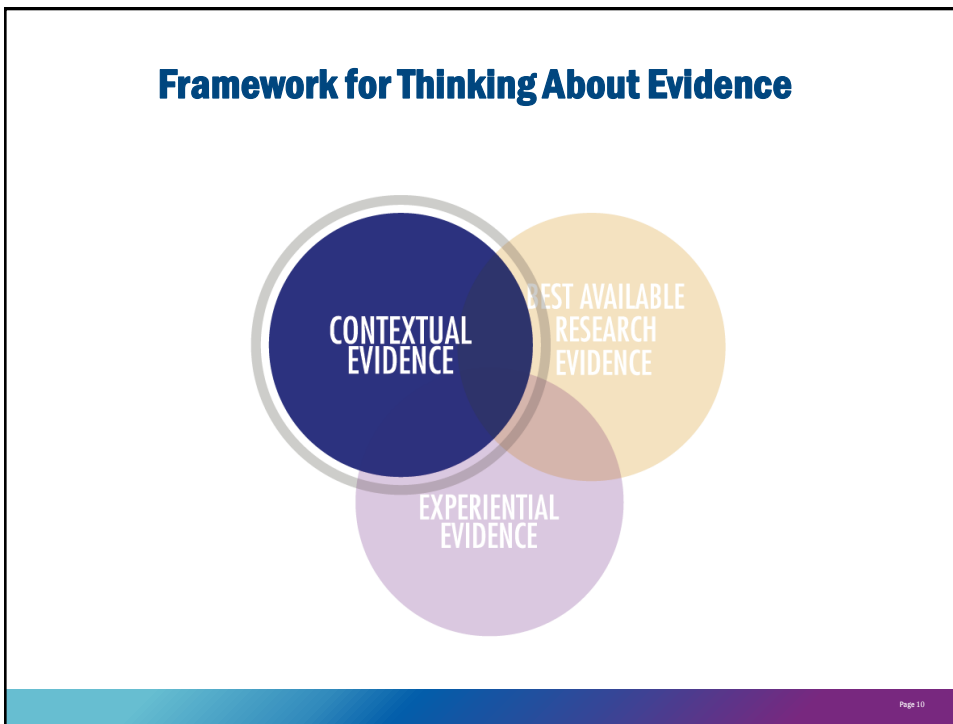 Framework for Thinking About Evidence
CONTEXTUAL
EVIDENCE
BEST AVAILABLE
RESEARCH
EVIDENCE
EXPERIENTIAL
EVIDENCE
Page 10